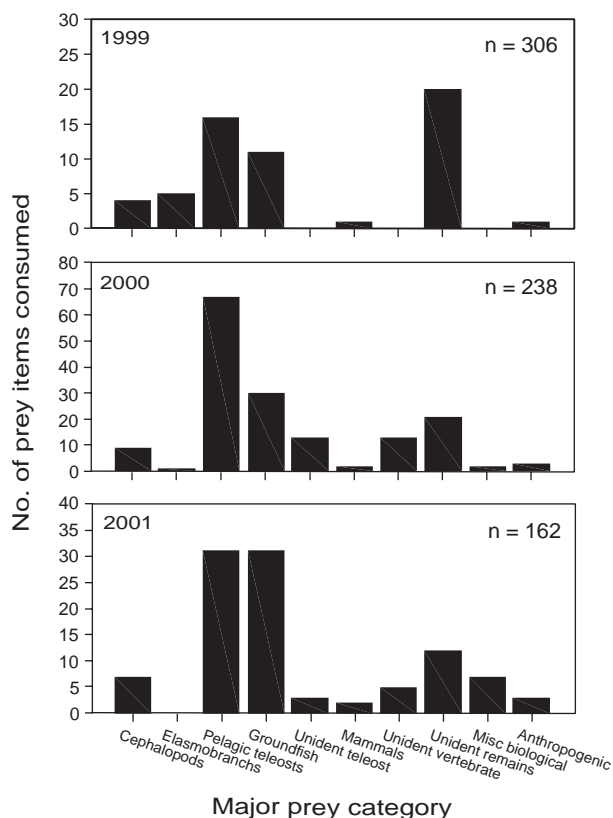 No. of prey items consumed
1999
n = 306
30
25
20
15
10
5
0
2000
n = 238
80
70
60
50
40
30
20
10
0
2001
n = 162
40
35
30
25
20
15
10
5
0
Cephalopods
Elasmobranchs
Pelagic teleosts
Groundfish
Unident teleost
Mammals
Unident vertebrate
Unident remains
Misc biological
Anthropogenic
Major prey category